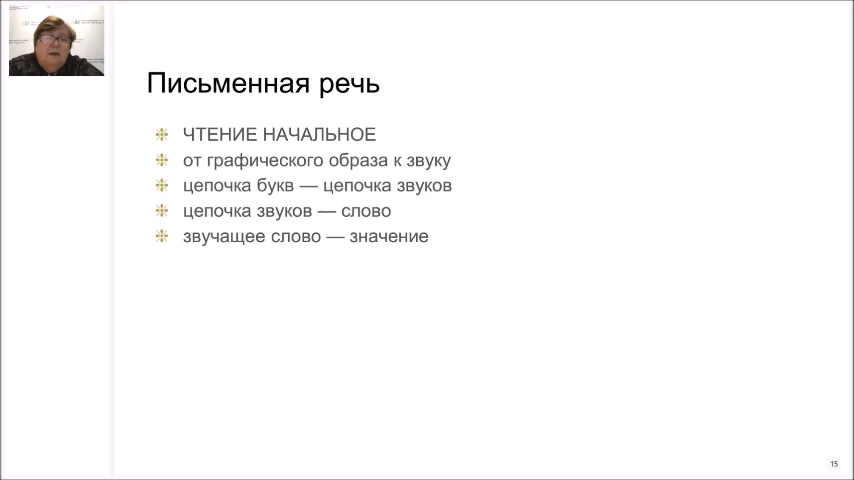 Письменная речь
ЧТЕНИЕ НАЧАЛЬНОЕ
от графического образа к звуку
цепочка букв — цепочка звуков
цепочка звуков — слово
звучащее слово — значение
15